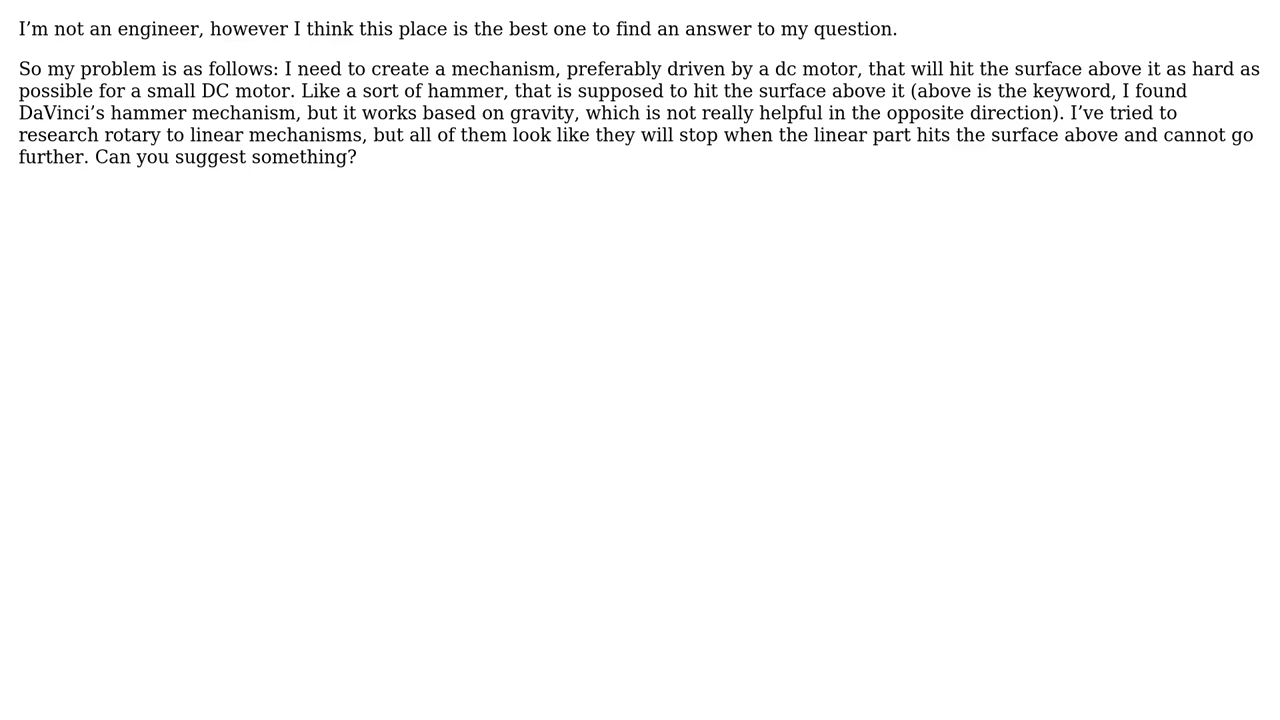 I’m not an engineer, however I think this place is the best one to find an answer to my question.
So my problem is as follows: I need to create a mechanism, preferably driven by a dc motor, that will hit the surface above it as hard as
possible for a small DC motor. Like a sort of hammer, that is supposed to hit the surface above it (above is the keyword, I found
DaVinci’s hammer mechanism, but it works based on gravity, which is not really helpful in the opposite direction). I’ve tried to
research rotary to linear mechanisms, but all of them look like they will stop when the linear part hits the surface above and cannot go
further. Can you suggest something?